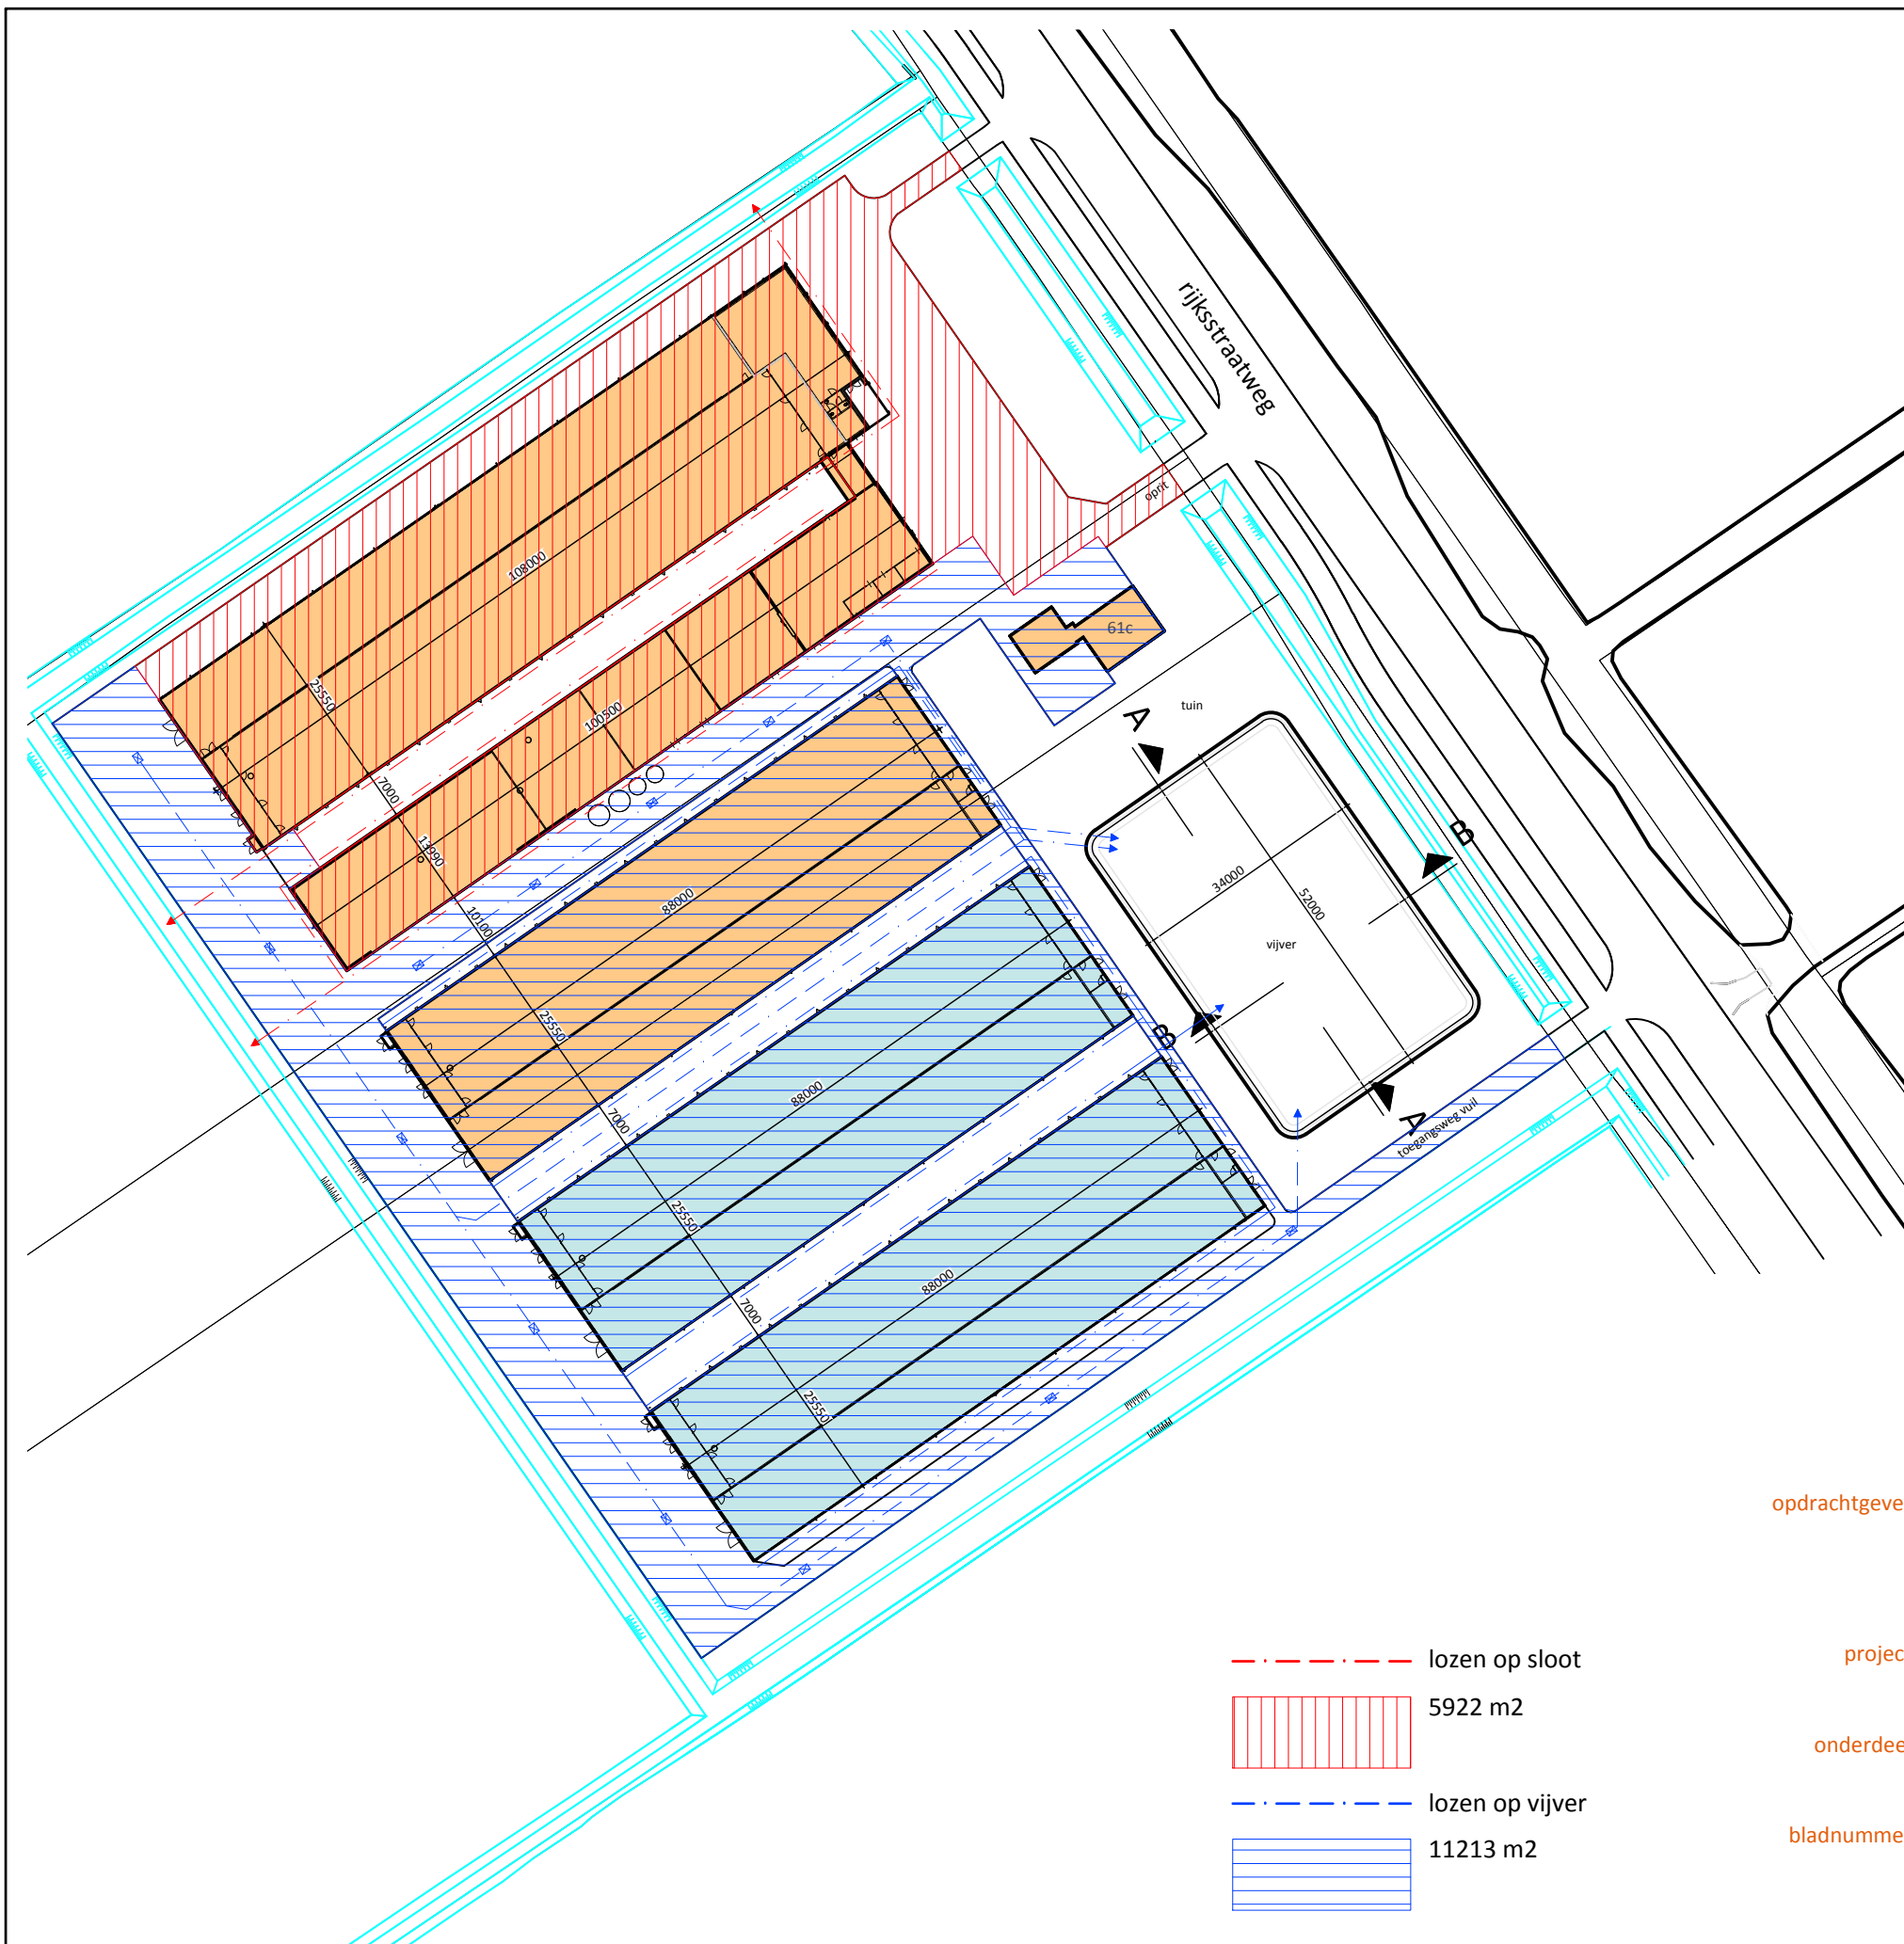 rijksstraatweg
oprit
108000
25550
61c
tuin
A
100500
7000
13990
B
34000
52000
88000
10100
vijver
25550
B
88000
A
7000
toegangsweg vuil
25550
88000
7000
25550
opdrachtgeve
lozen op sloot
projec
5922 m2
onderdee
lozen op vijver
bladnumme
11213 m2